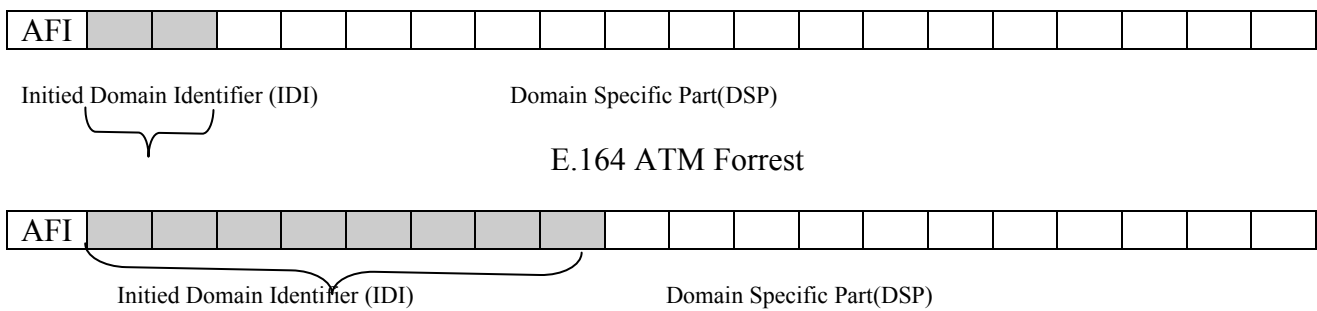 AFI
Initied Domain Identifier (IDI) Domain Specific Part(DSP)
E.164 ATM Forrest
AFI
Initied Domain Identifier (IDI) Domain Specific Part(DSP)